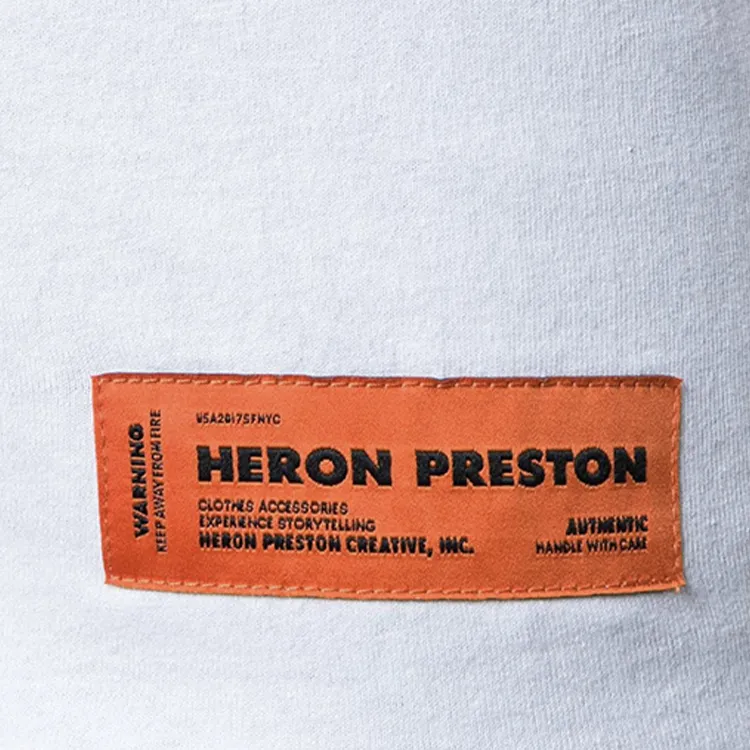 WARNING
KEEP AWAY FROM FIRE
USA2017SFNYC
HERON PRESTON
CLOTHES ACCESSORIES
EXPERIENCE STORYTELLING
HERON PRESTON CREATIVE, INC.
AUTHENTIC
HANDLE WITH CARE